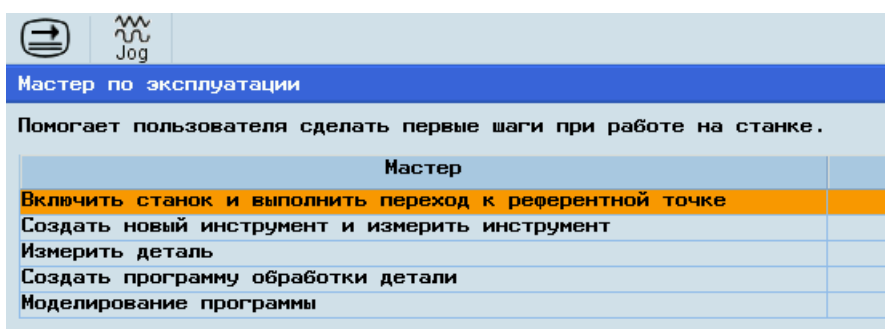 Jog
Мастер по эксплуатации
Помогает пользователя сделать первые шаги при работе на станке.
Мастер
Включить станок и выполнить переход к референтной точке
Создать новый инструмент и измерить инструмент
Измерить деталь
Создать программу обработки детали
Моделирование программы